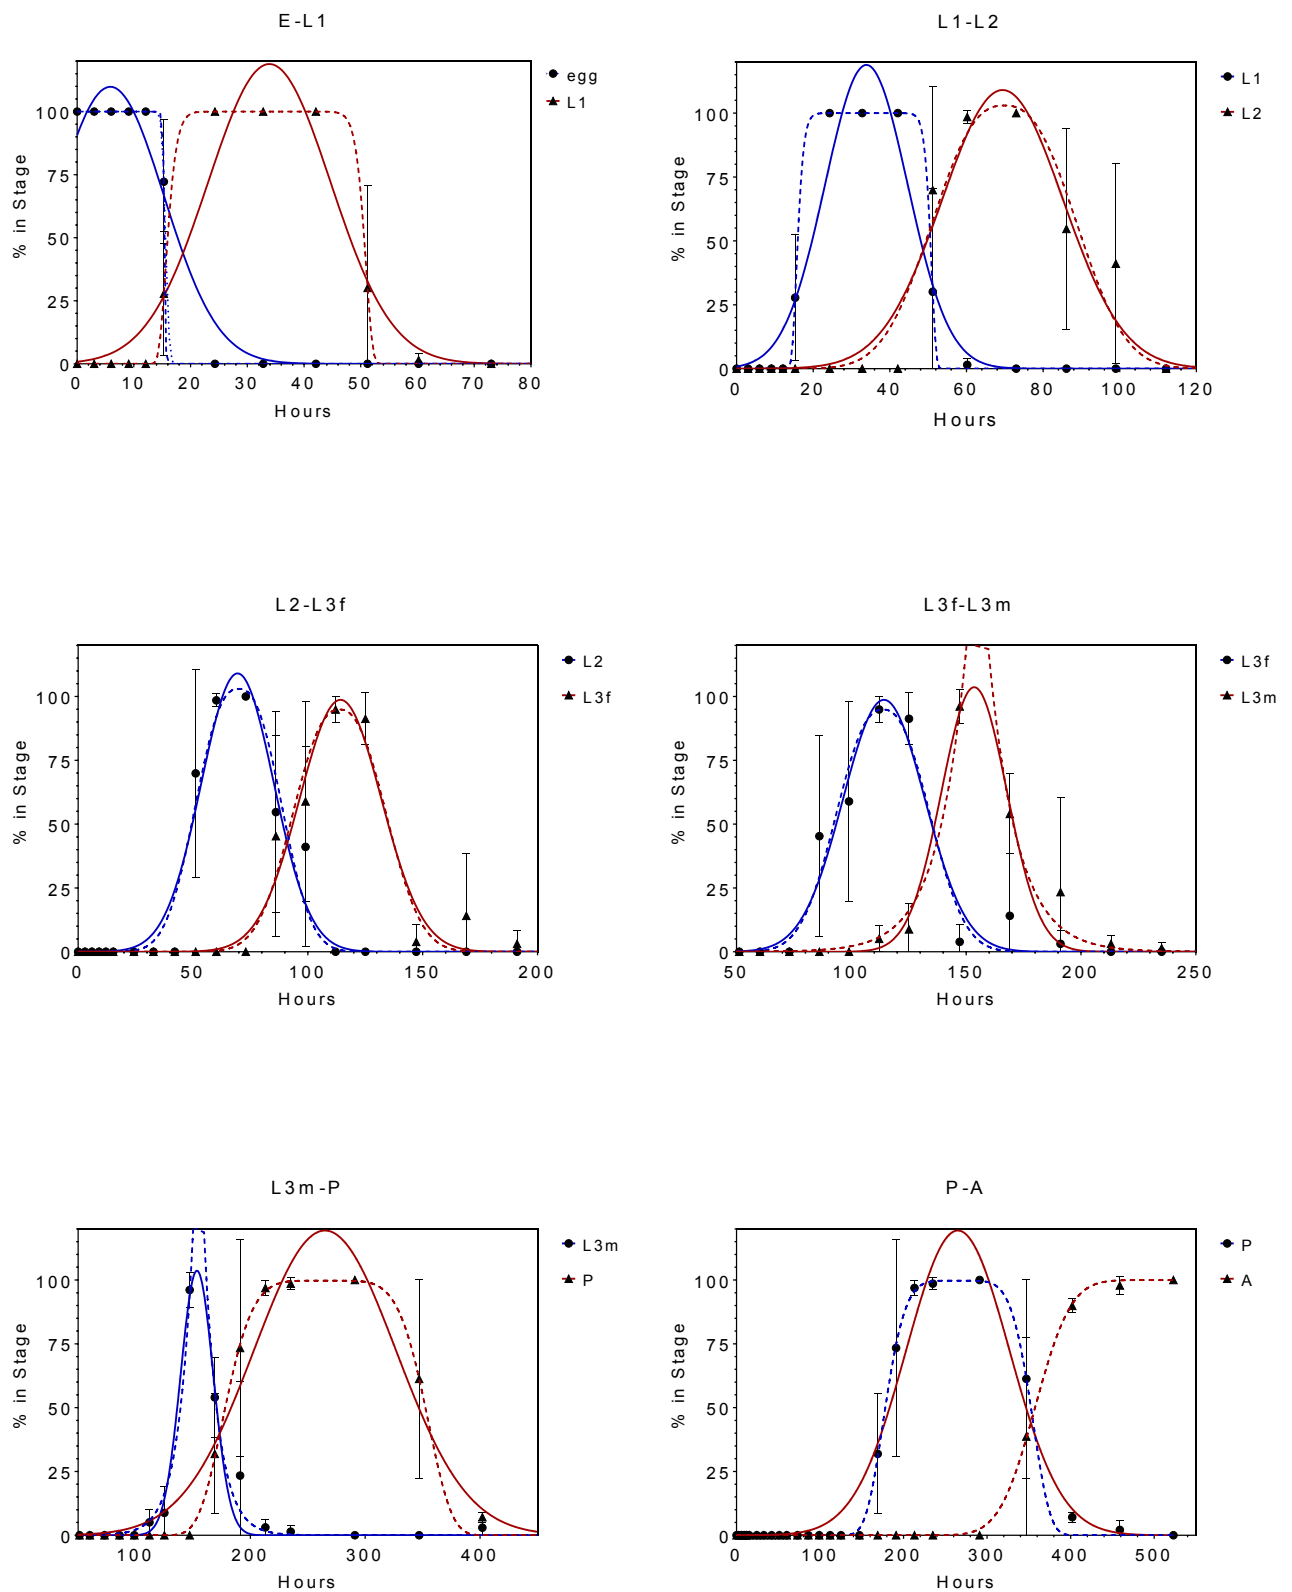 E-L1
% in Stage
100
75
50
25
0
0 10 20 30 40 50 60 70 80
Hours
egg
L1
L1-L2
% in Stage
100
75
50
25
0
0 20 40 60 80 100 120
Hours
L1
L2
L2-L3f
% in Stage
100
75
50
25
0
0 50 100 150 200
Hours
L2
L3f
L3f-L3m
% in Stage
100
75
50
25
0
50 100 150 200 250
Hours
L3f
L3m
L3m-P
% in Stage
100
75
50
25
0
100 200 300 400
Hours
L3m
P
P-A
% in Stage
100
75
50
25
0
0 100 200 300 400 500
Hours
P
A